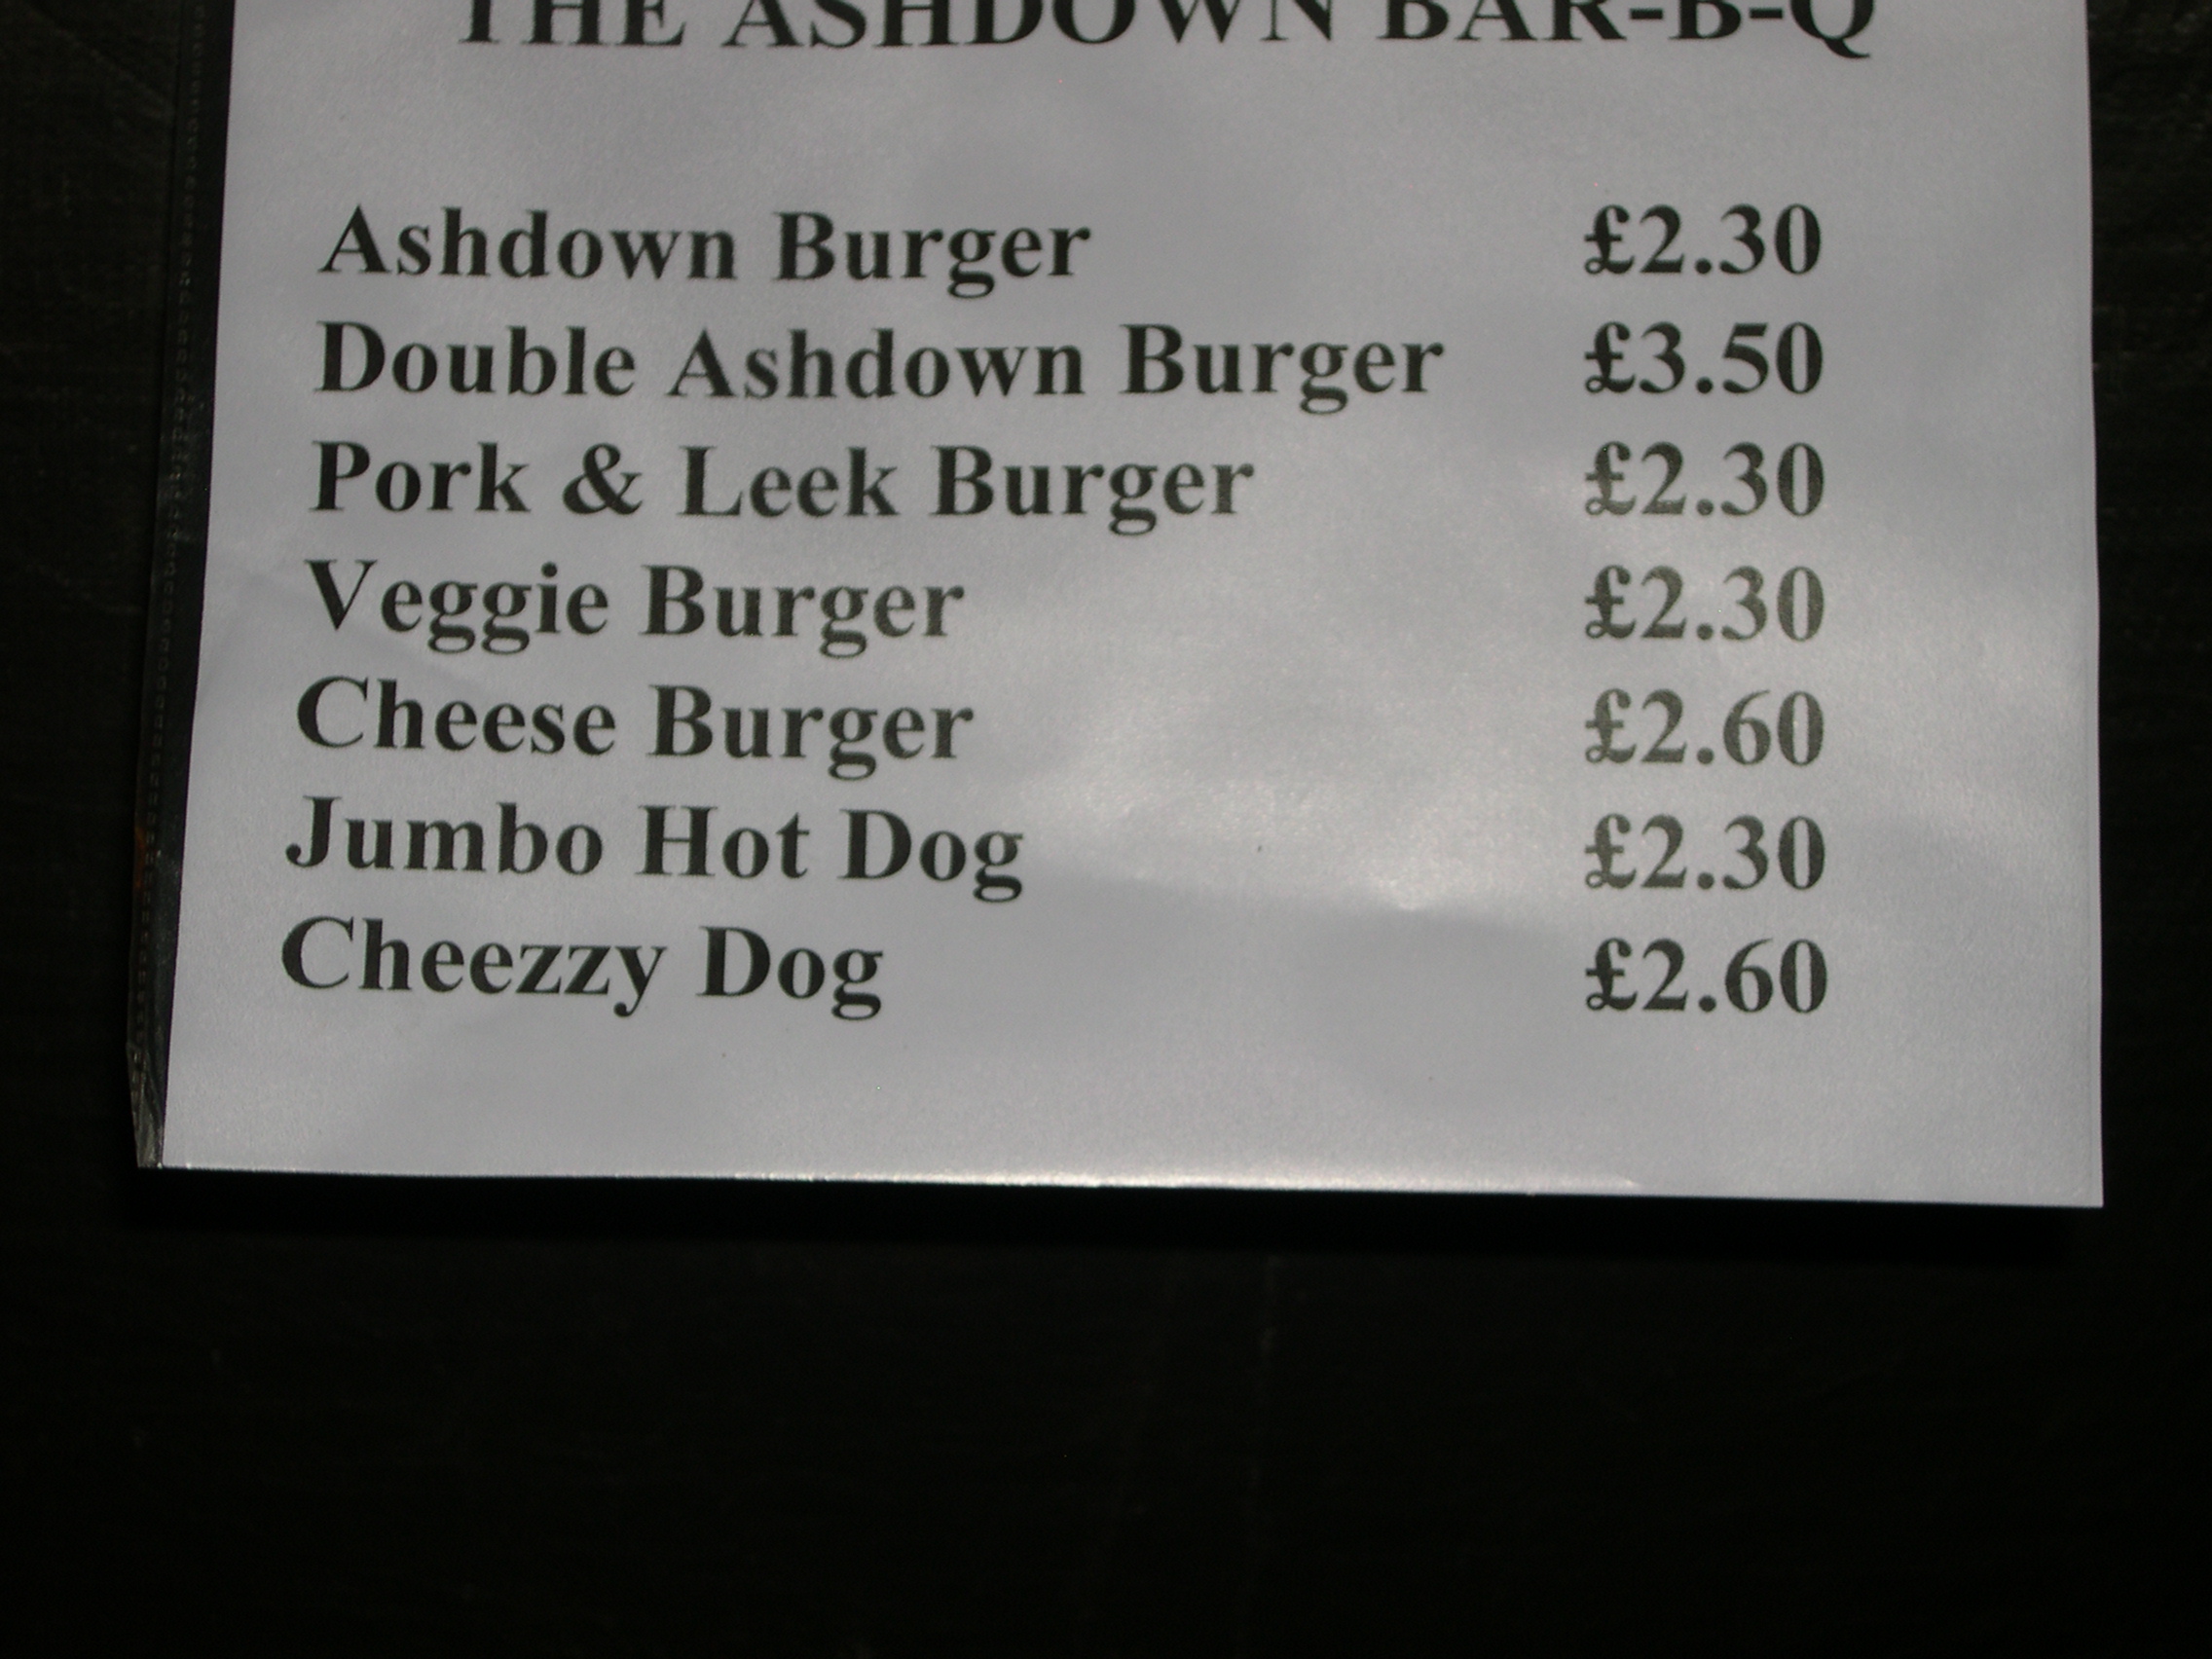 THE ASHDOWN BAR-B-Q
Ashdown Burger £2.30
Double Ashdown Burger £3.50
Pork & Leek Burger £2.30
Veggie Burger £2.30
Cheese Burger £2.60
Jumbo Hot Dog £2.30
Cheezzy Dog £2.60